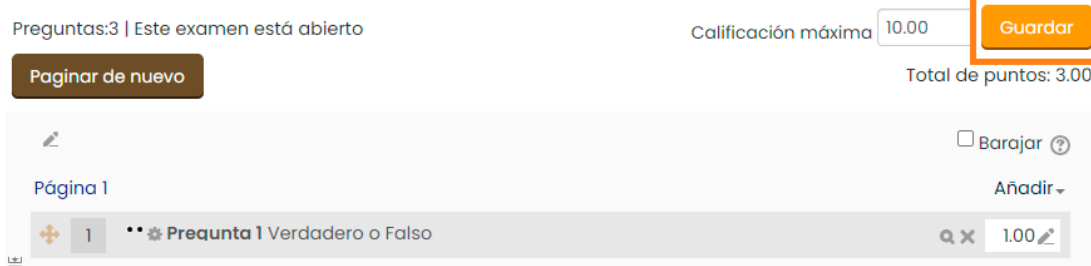 Preguntas:3 | Este examen está abierto
Calificación máxima 10.00 Guardar
Paginar de nuevo
Total de puntos: 3.00
Barajar
Página 1
Añadir
1 Pregunta 1 Verdadero o Falso 1.00